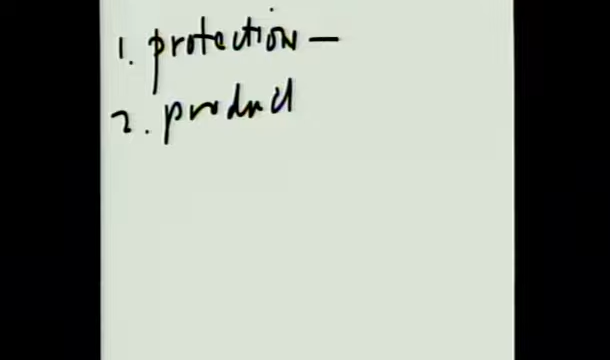 1. protection —
2. product